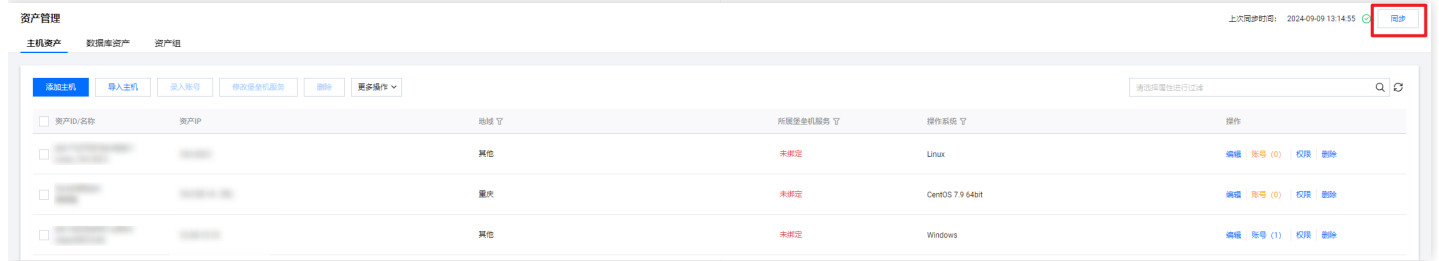 资产管理
上次同步时间： 2024-09-09 13:14:55 同步
主机资产 数据库资产 资产组
添加主机 导入主机 录入账号 修改堡垒机服务 删除 更多操作 请选择属性进行过滤
资产ID/名称 资产IP 地域 所属堡垒机服务 操作系统 操作
其他 未绑定 Linux 编辑 账号 (0) 权限 删除
重庆 未绑定 CentOS 7.9 64bit 编辑 账号 (0) 权限 删除
其他 未绑定 Windows 编辑 账号 (1) 权限 删除